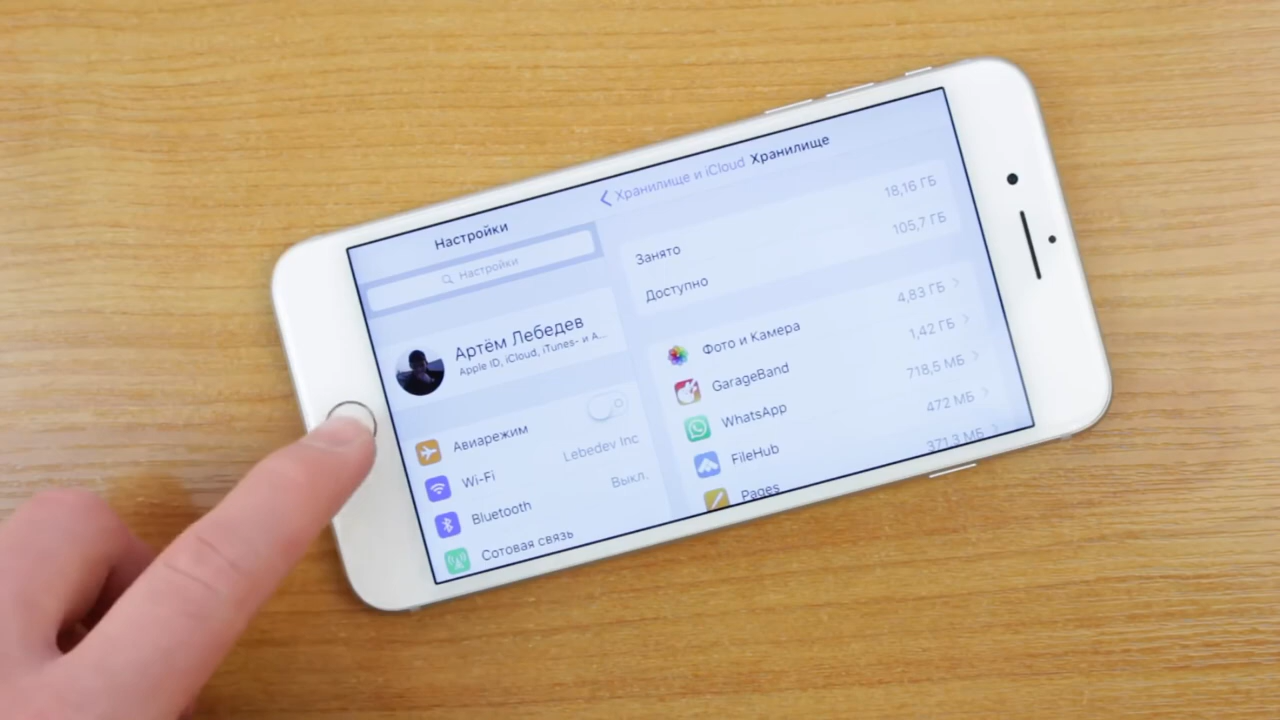 Настройки
Настройки
Артём Лебедев
Apple ID, iCloud, iTunes- и A...
Авиарежим
Wi-Fi Lebedev Inc
Bluetooth Выкл.
Сотовая связь
Хранилище и iCloud Хранилище
Занято 18,16 ГБ
Доступно 105,7 ГБ
Фото и Камера 4,83 ГБ
GarageBand 1,42 ГБ
WhatsApp 718,5 МБ
FileHub 472 МБ
Pages 371,3 МБ